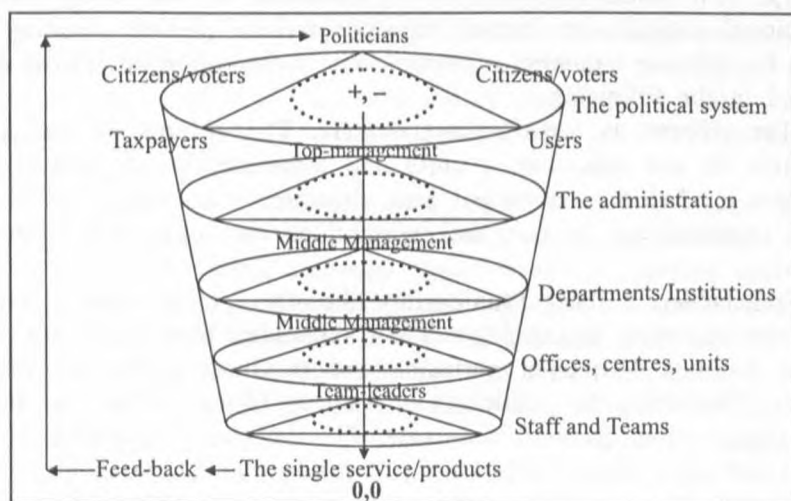 Politicians
Citizens/voters Citizens/voters
+, –
The political system
Taxpayers Users
Top-management
The administration
Middle Management
Departments/Institutions
Middle Management
Offices, centres, units
Team-leaders
Staff and Teams
Feed-back The single service/products
0,0